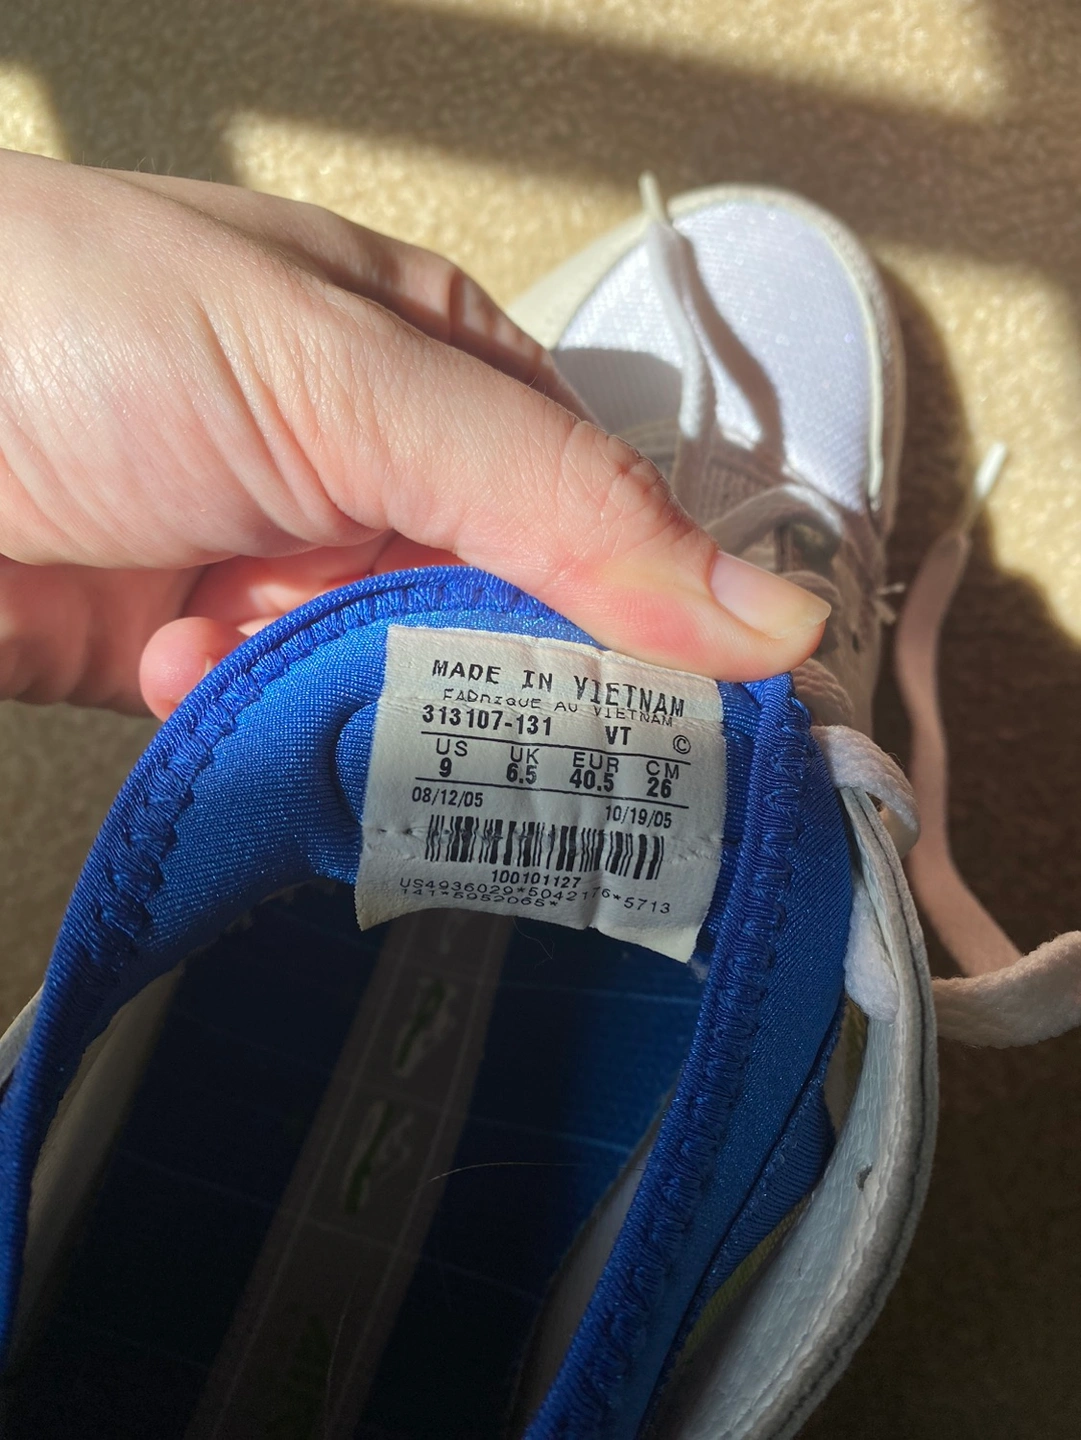 MADE IN VIETNAM
FABRIQUE AU VIETNAM
313107-131 VT ©
US UK EUR CM
9 6.5 40.5 26
08/12/05 10/19/05
100101127
US4936029*5042176*5713
141*5952065*